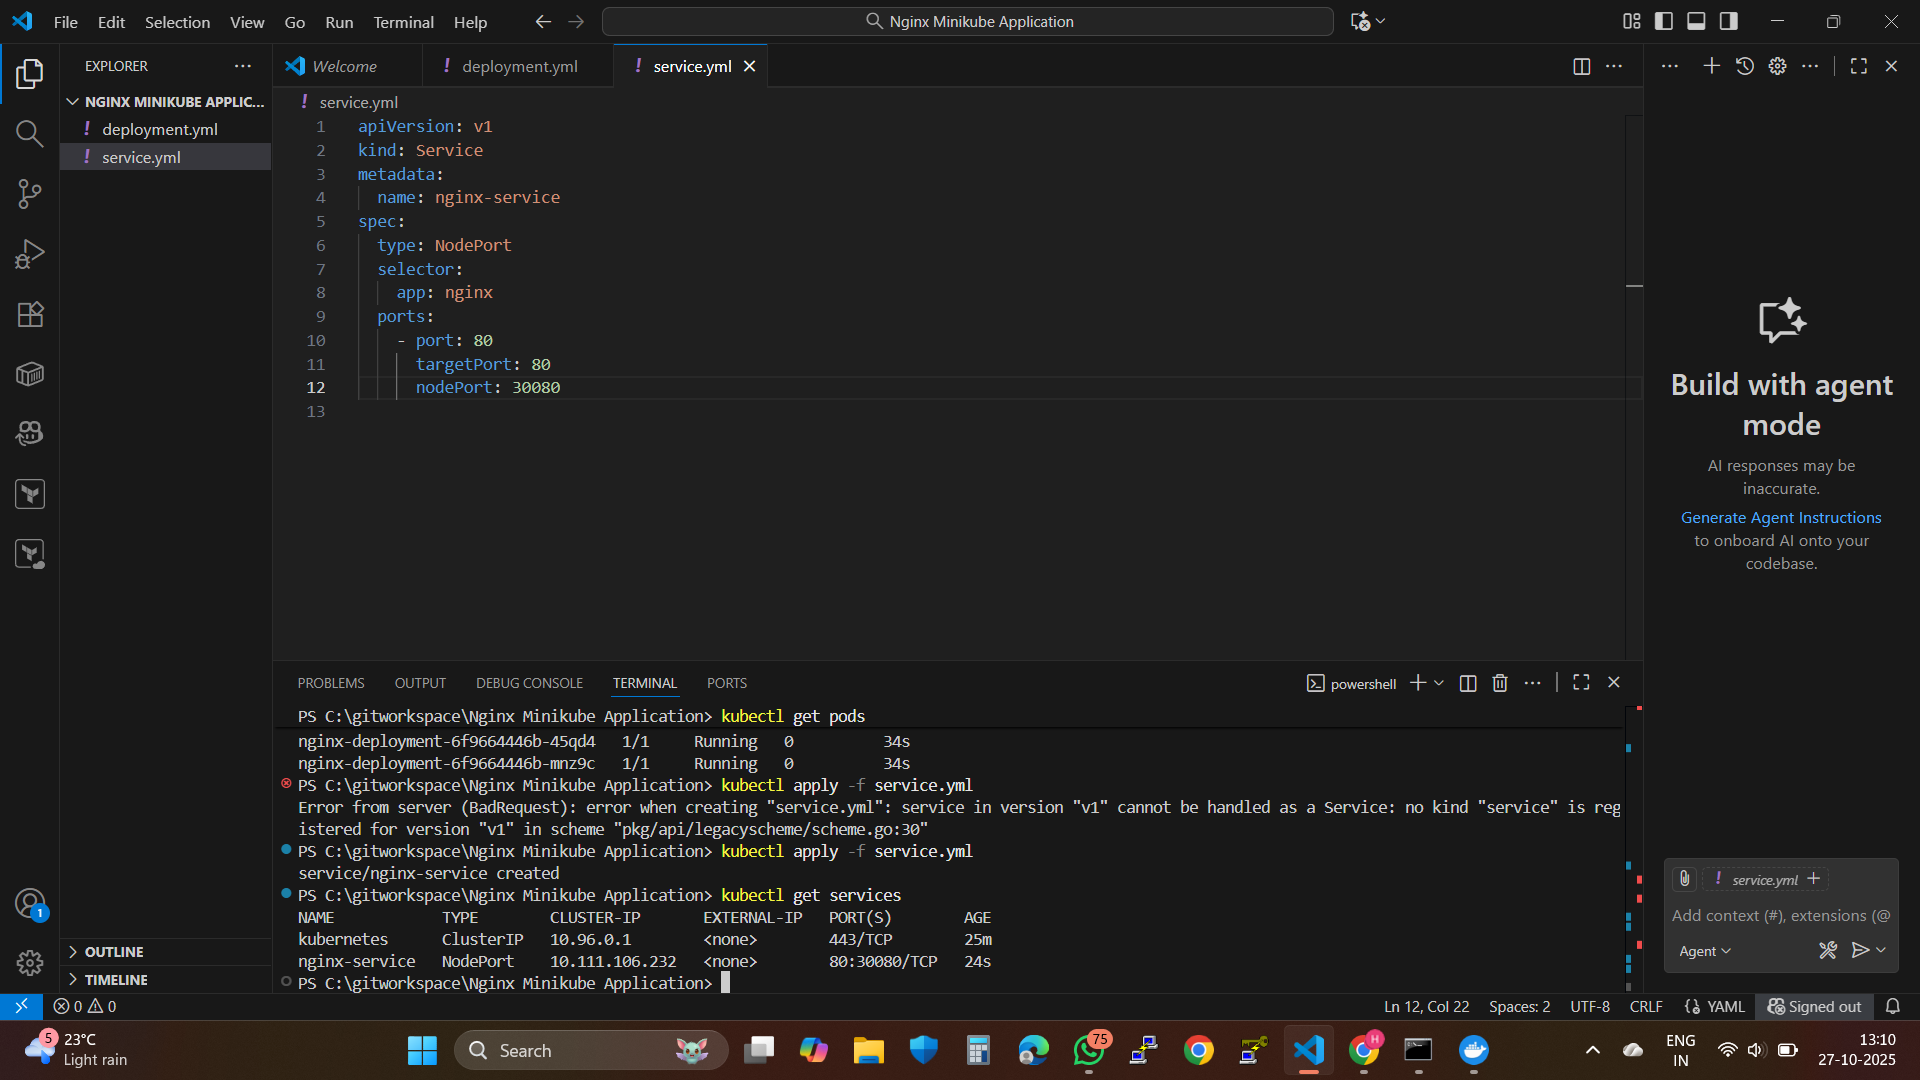 File Edit Selection View Go Run Terminal Help
Nginx Minikube Application
EXPLORER
NGINX MINIKUBE APPLIC...
! deployment.yml
! service.yml
OUTLINE
TIMELINE
Welcome
! deployment.yml
! service.yml
! service.yml
1 apiVersion: v1
2 kind: Service
3 metadata:
4 name: nginx-service
5 spec:
6 type: NodePort
7 selector:
8 app: nginx
9 ports:
10 - port: 80
11 targetPort: 80
12 nodePort: 30080
13
PROBLEMS OUTPUT DEBUG CONSOLE TERMINAL PORTS
powershell
PS C:\gitworkspace\Nginx Minikube Application> kubectl get pods
nginx-deployment-6f9664446b-45qd4 1/1 Running 0 34s
nginx-deployment-6f9664446b-mnz9c 1/1 Running 0 34s
PS C:\gitworkspace\Nginx Minikube Application> kubectl apply -f service.yml
Error from server (BadRequest): error when creating "service.yml": service in version "v1" cannot be handled as a Service: no kind "service" is reg
istered for version "v1" in scheme "pkg/api/legacyscheme/scheme.go:30"
PS C:\gitworkspace\Nginx Minikube Application> kubectl apply -f service.yml
service/nginx-service created
PS C:\gitworkspace\Nginx Minikube Application> kubectl get services
NAME TYPE CLUSTER-IP EXTERNAL-IP PORT(S) AGE
kubernetes ClusterIP 10.96.0.1 <none> 443/TCP 25m
nginx-service NodePort 10.111.106.232 <none> 80:30080/TCP 24s
PS C:\gitworkspace\Nginx Minikube Application>
Build with agent
mode
AI responses may be
inaccurate.
Generate Agent Instructions
to onboard AI onto your
codebase.
! service.yml
Add context (#), extensions (@
Agent
1
0 0
Ln 12, Col 22 Spaces: 2 UTF-8 CRLF {} YAML Signed out
5
23°C
Light rain
Search
75
H
ENG
IN
13:10
27-10-2025